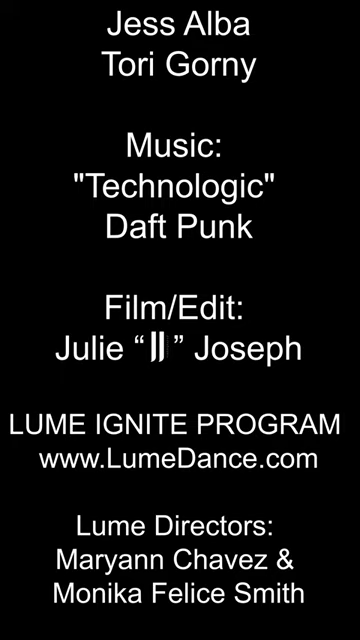 Jess Alba
Tori Gorny
Music:
"Technologic"
Daft Punk
Film/Edit:
Julie “JJ” Joseph
LUME IGNITE PROGRAM
www.LumeDance.com
Lume Directors:
Maryann Chavez &
Monika Felice Smith